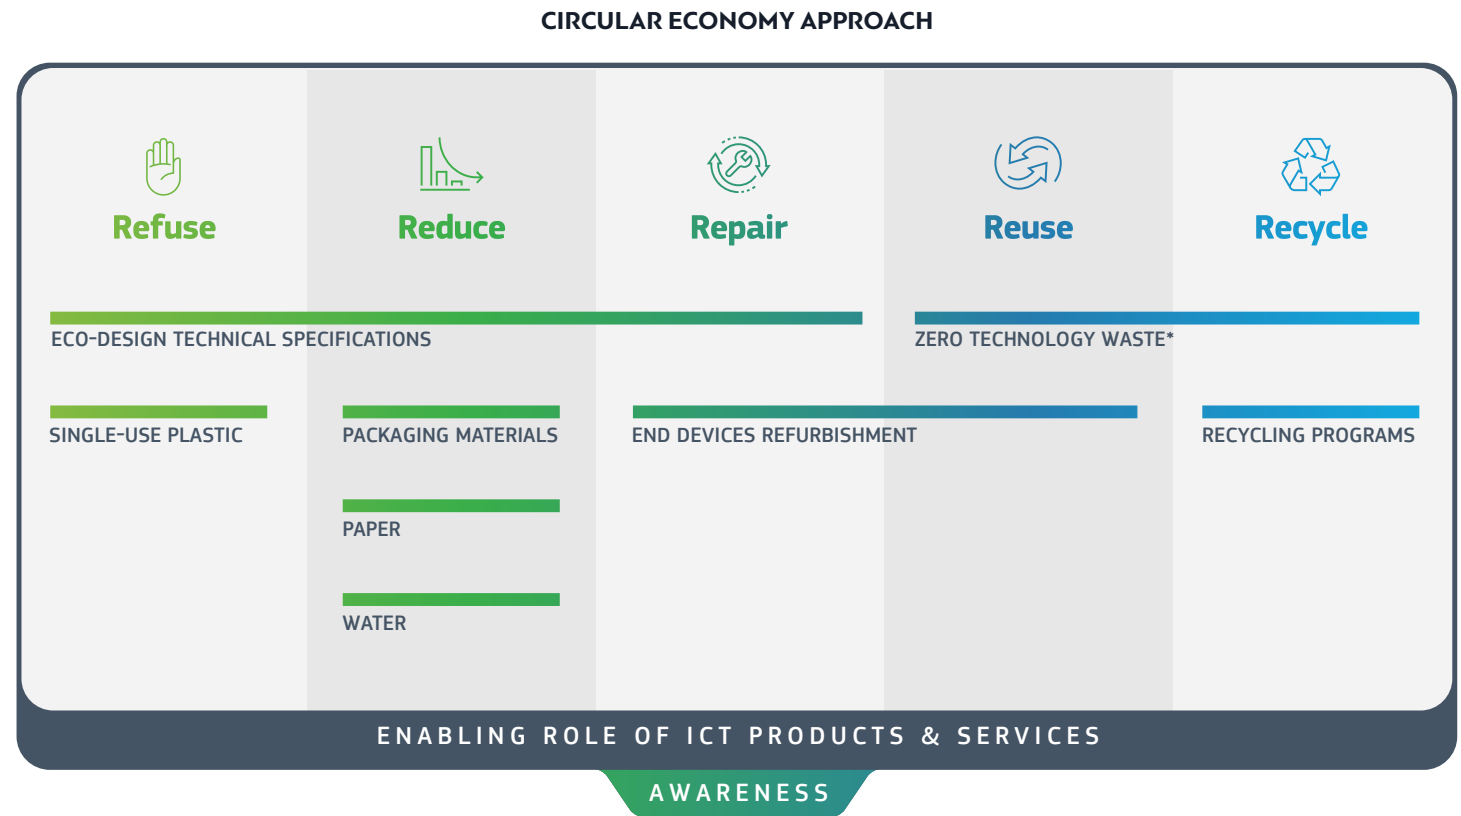 CIRCULAR ECONOMY APPROACH
Refuse
Reduce
Repair
Reuse
Recycle
ECO-DESIGN TECHNICAL SPECIFICATIONS
ZERO TECHNOLOGY WASTE*
SINGLE-USE PLASTIC
PACKAGING MATERIALS
END DEVICES REFURBISHMENT
RECYCLING PROGRAMS
PAPER
WATER
ENABLING ROLE OF ICT PRODUCTS & SERVICES
AWARENESS